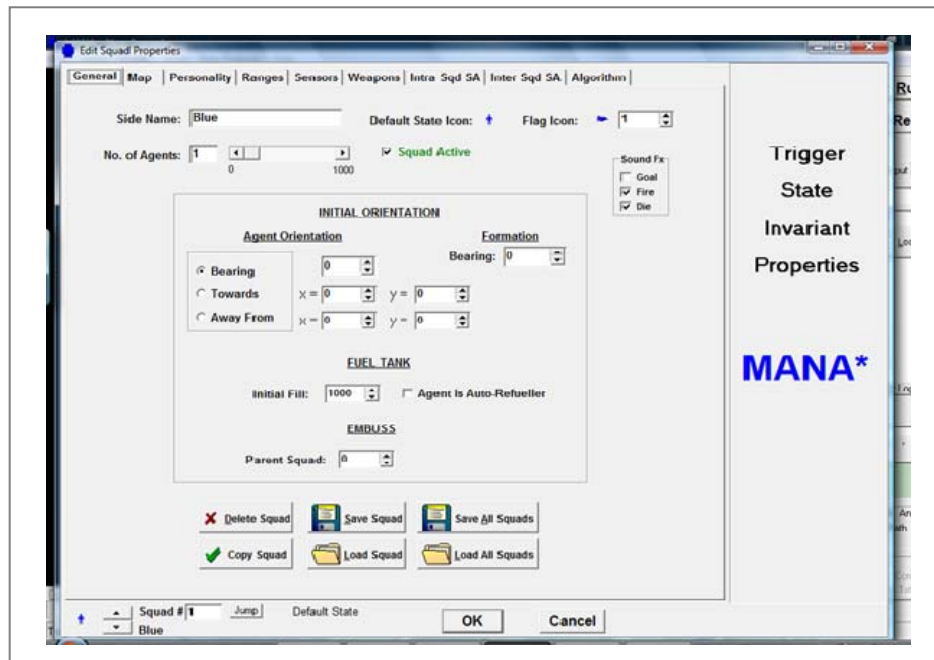 Edit Squad Properties
General Map Personality Ranges Sensors Weapons Intra Sqd SA Inter Sqd SA Algorithm
Side Name: Blue Default State Icon: Flag Icon: 1
No. of Agents: 1 Squad Active
0 1000
Sound Fx
Goal
Fire
Die
INITIAL ORIENTATION
Agent Orientation Formation
Bearing: 0
Bearing 0
Towards x = 0 y = 0
Away From x = 0 y = 0
FUEL TANK
Initial Fill: 1000 Agent Is Auto-Refueller
EMBUSS
Parent Squad: 0
Delete Squad Save Squad Save All Squads
Copy Squad Load Squad Load All Squads
Squad # 1 Jump Default State
Blue
OK Cancel
Trigger
State
Invariant
Properties
MANA*
Ru
Re